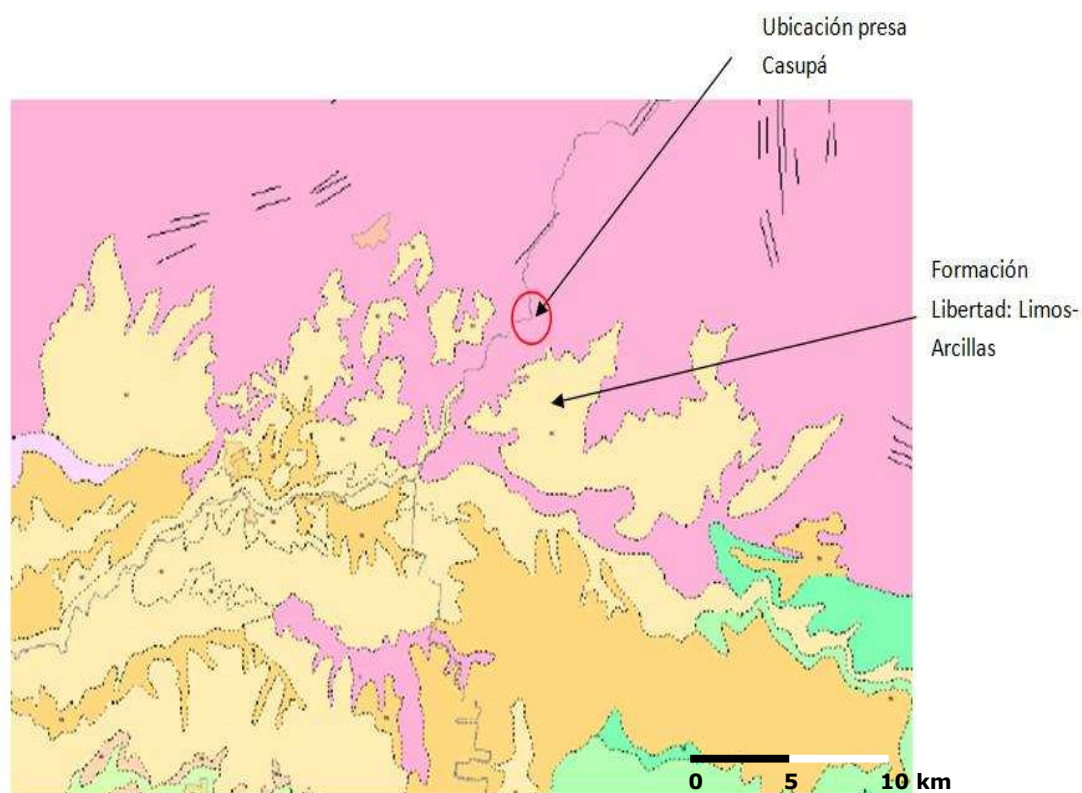 Ubicación presa
Casupá
Formación
Libertad: Limos-
Arcillas
0 5 10 km